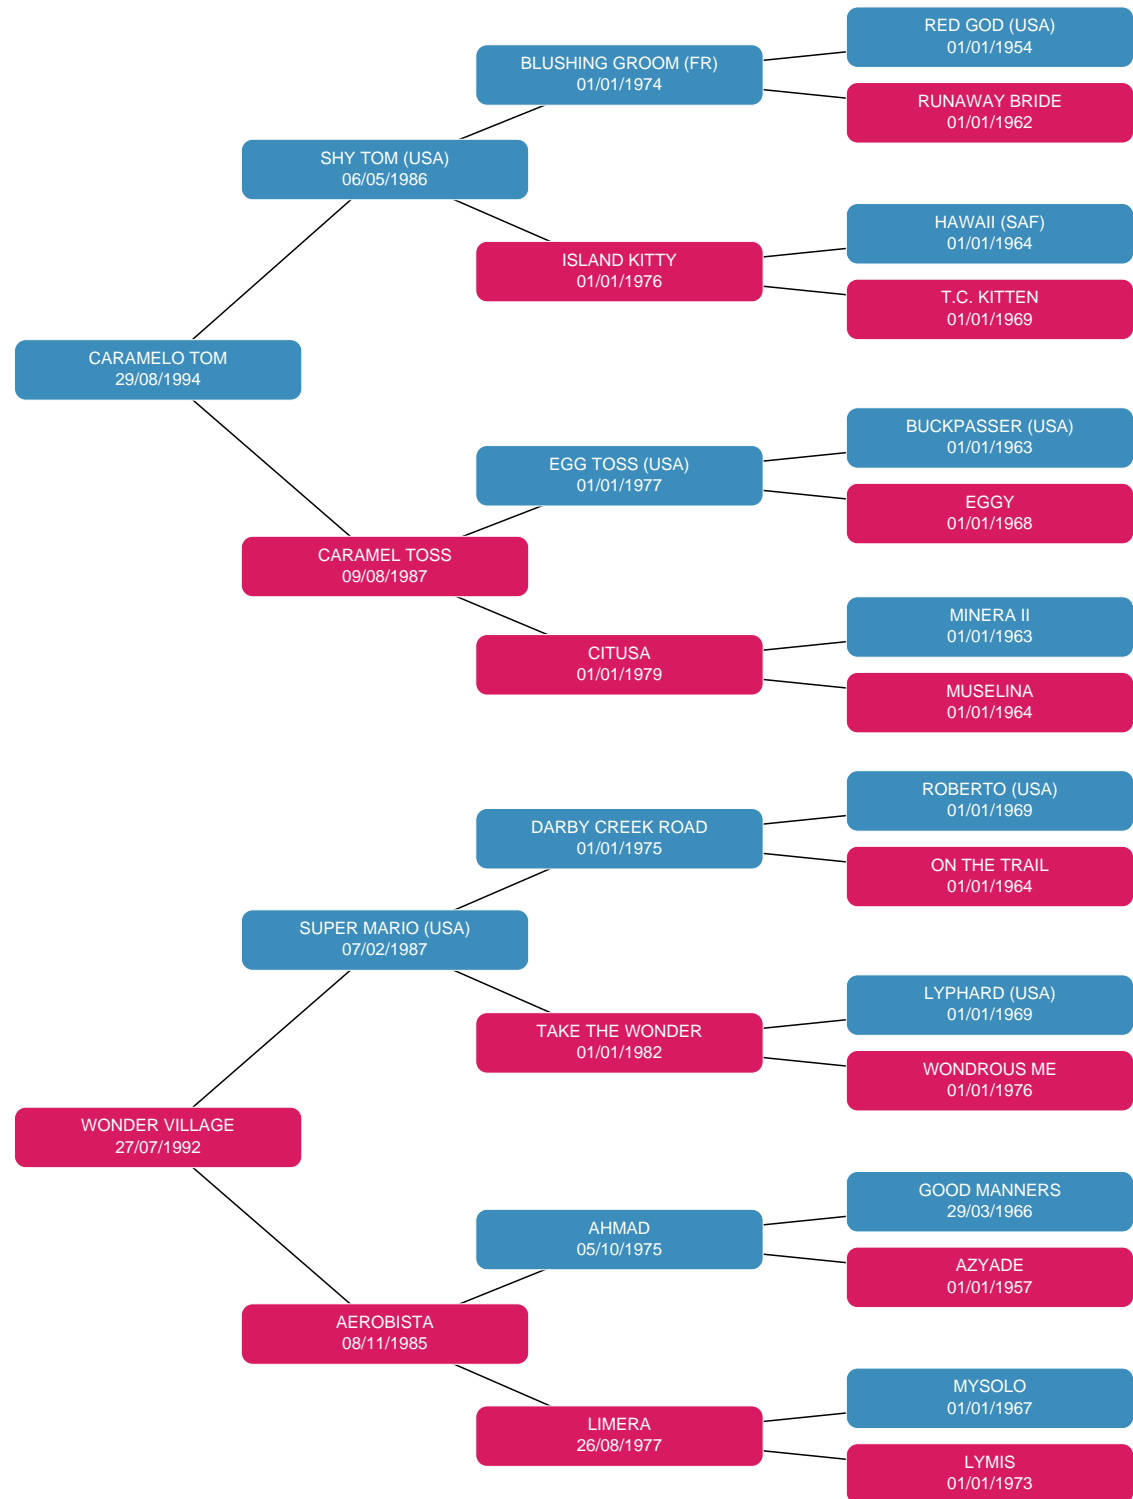 RED GOD (USA)
01/01/1954
BLUSHING GROOM (FR)
01/01/1974
RUNAWAY BRIDE
01/01/1962
SHY TOM (USA)
06/05/1986
HAWAII (SAF)
01/01/1964
ISLAND KITTY
01/01/1976
T.C. KITTEN
01/01/1969
CARAMELO TOM
29/08/1994
BUCKPASSER (USA)
01/01/1963
EGG TOSS (USA)
01/01/1977
EGGY
01/01/1968
CARAMEL TOSS
09/08/1987
MINERA II
01/01/1963
CITUSA
01/01/1979
MUSELINA
01/01/1964
ROBERTO (USA)
01/01/1969
DARBY CREEK ROAD
01/01/1975
ON THE TRAIL
01/01/1964
SUPER MARIO (USA)
07/02/1987
LYPHARD (USA)
01/01/1969
TAKE THE WONDER
01/01/1982
WONDROUS ME
01/01/1976
WONDER VILLAGE
27/07/1992
GOOD MANNERS
29/03/1966
AHMAD
05/10/1975
AZYADE
01/01/1957
AEROBISTA
08/11/1985
MYSOLO
01/01/1967
LIMERA
26/08/1977
LYMIS
01/01/1973